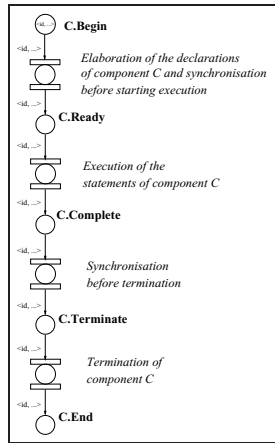 <id, ...>
C.Begin
<id, ...>
Elaboration of the declarations
of component C and synchronisation
before starting execution
<id, ...>
C.Ready
<id, ...>
Execution of the
statements of component C
<id, ...>
C.Complete
<id, ...>
Synchronisation
before termination
<id, ...>
C.Terminate
<id, ...>
Termination of
component C
<id, ...>
C.End